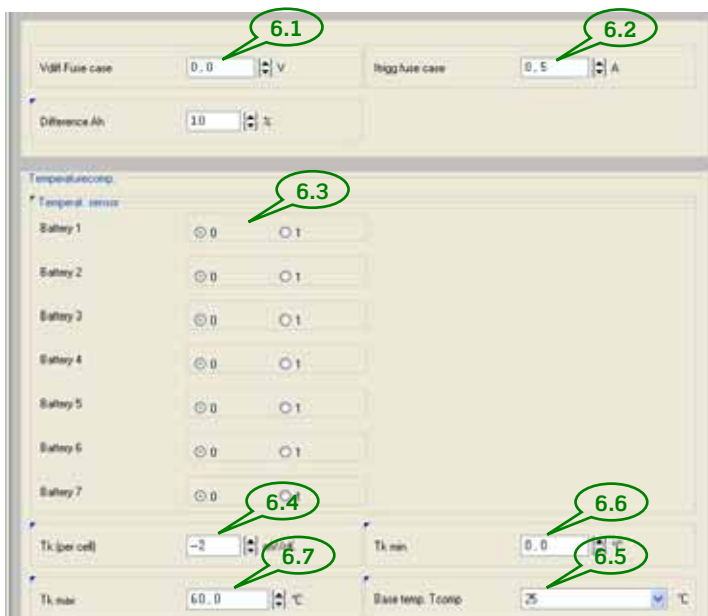 6.1 6.2
Vdiff Fuse case 0,0 V fuse case 0,5 A
Difference Ah 10 %
Temperaturecomp.
6.3
Temperat. sensor
Battery 1 0 1
Battery 2 0 1
Battery 3 0 1
Battery 4 0 1
Battery 5 0 1
Battery 6 0 1
Battery 7 0 1
6.4 6.6
Tk (per cell) -2 Tk min 0,0 °C
6.7 6.5
Tk max 60,0 °C Base temp. Tcomp 25 °C